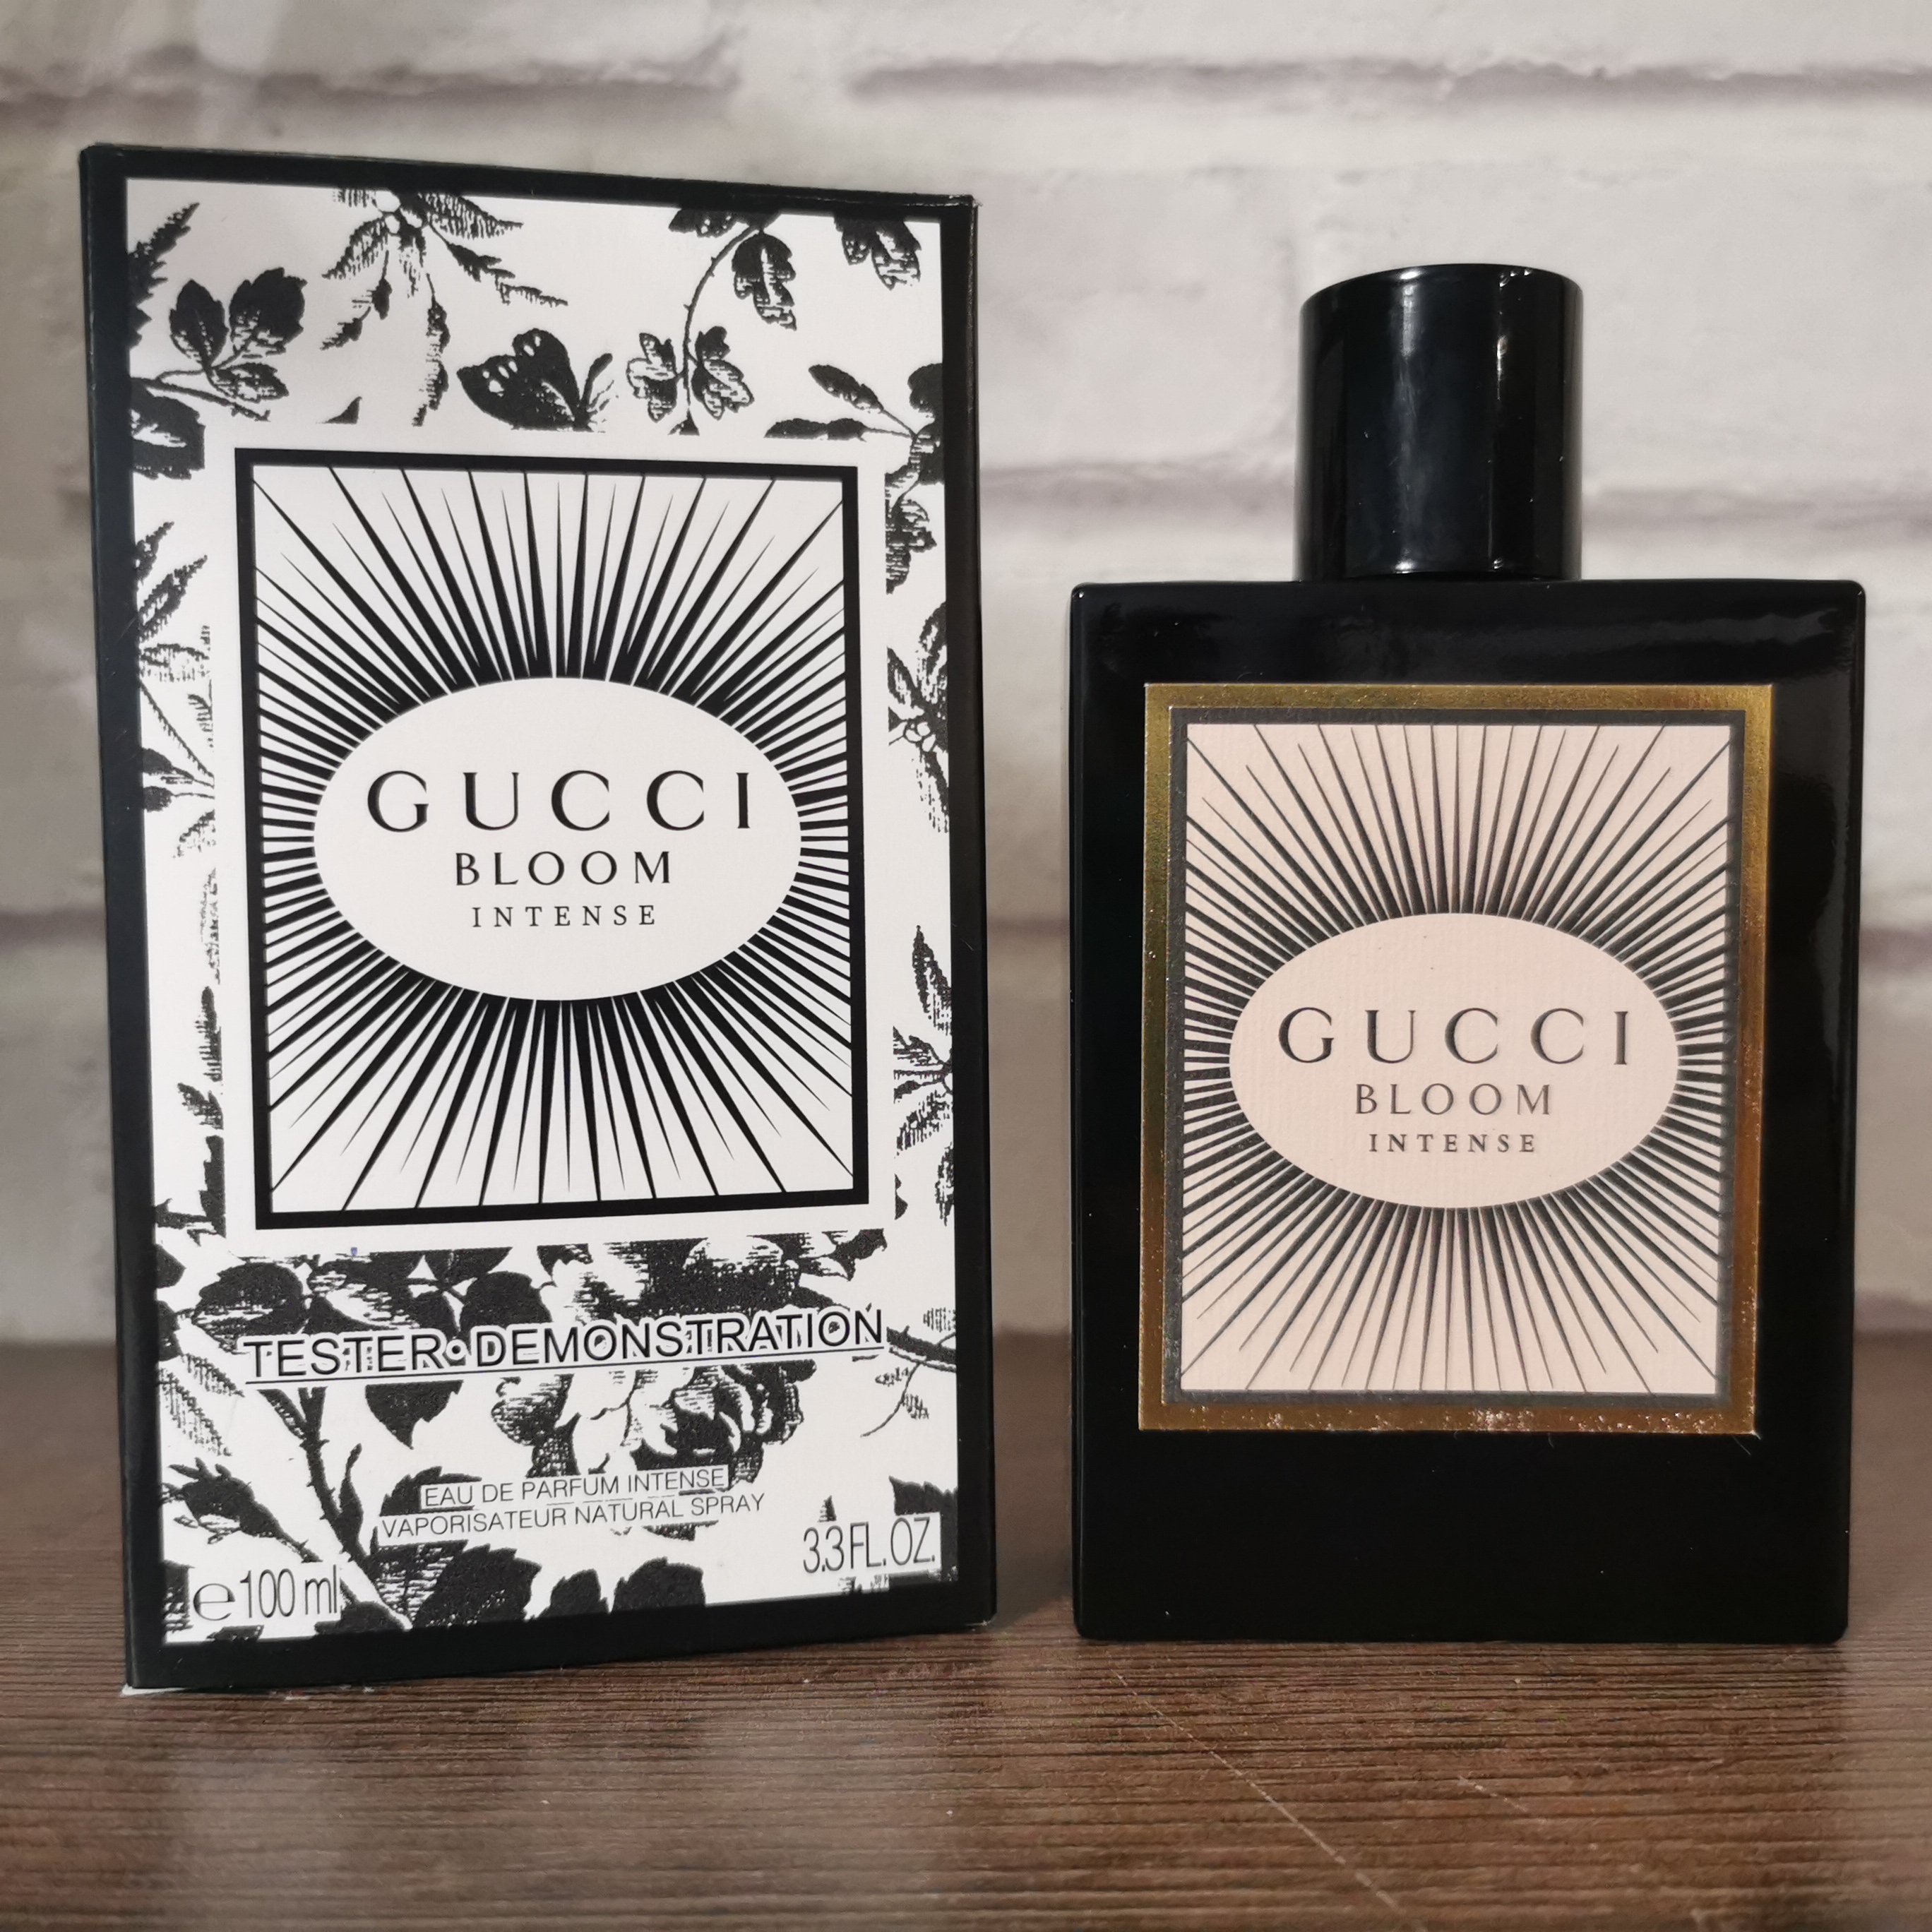 GUCCI
BLOOM
INTENSE
TESTER•DEMONSTRATION
EAU DE PARFUM INTENSE
VAPORISATEUR NATURAL SPRAY
e100 ml
3.3 FL. OZ.
GUCCI
BLOOM
INTENSE